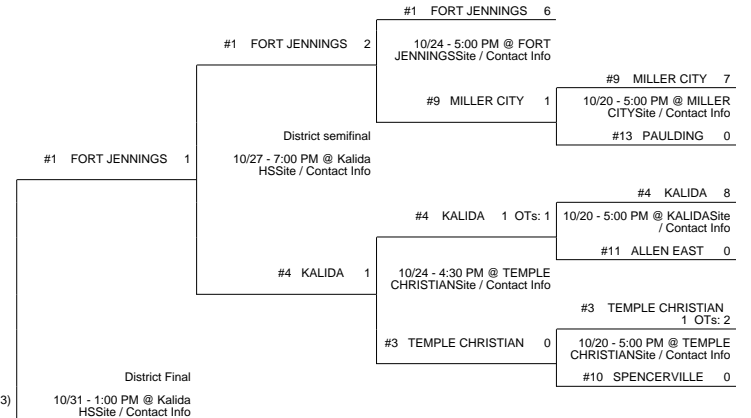 #1 FORT JENNINGS 6
#1 FORT JENNINGS 2
10/24 - 5:00 PM @ FORT
JENNINGSSite / Contact Info
#9 MILLER CITY 7
#9 MILLER CITY 1
10/20 - 5:00 PM @ MILLER
CITYSite / Contact Info
#13 PAULDING 0
District semifinal
#1 FORT JENNINGS 1
10/27 - 7:00 PM @ Kalida
HSSite / Contact Info
#4 KALIDA 8
#4 KALIDA 1 OTs: 1
10/20 - 5:00 PM @ KALIDASite
/ Contact Info
#11 ALLEN EAST 0
#4 KALIDA 1
10/24 - 4:30 PM @ TEMPLE
CHRISTIANSite / Contact Info
#3 TEMPLE CHRISTIAN
1 OTs: 2
#3 TEMPLE CHRISTIAN 0
10/20 - 5:00 PM @ TEMPLE
CHRISTIANSite / Contact Info
#10 SPENCERVILLE 0
District Final
3)
10/31 - 1:00 PM @ Kalida
HSSite / Contact Info